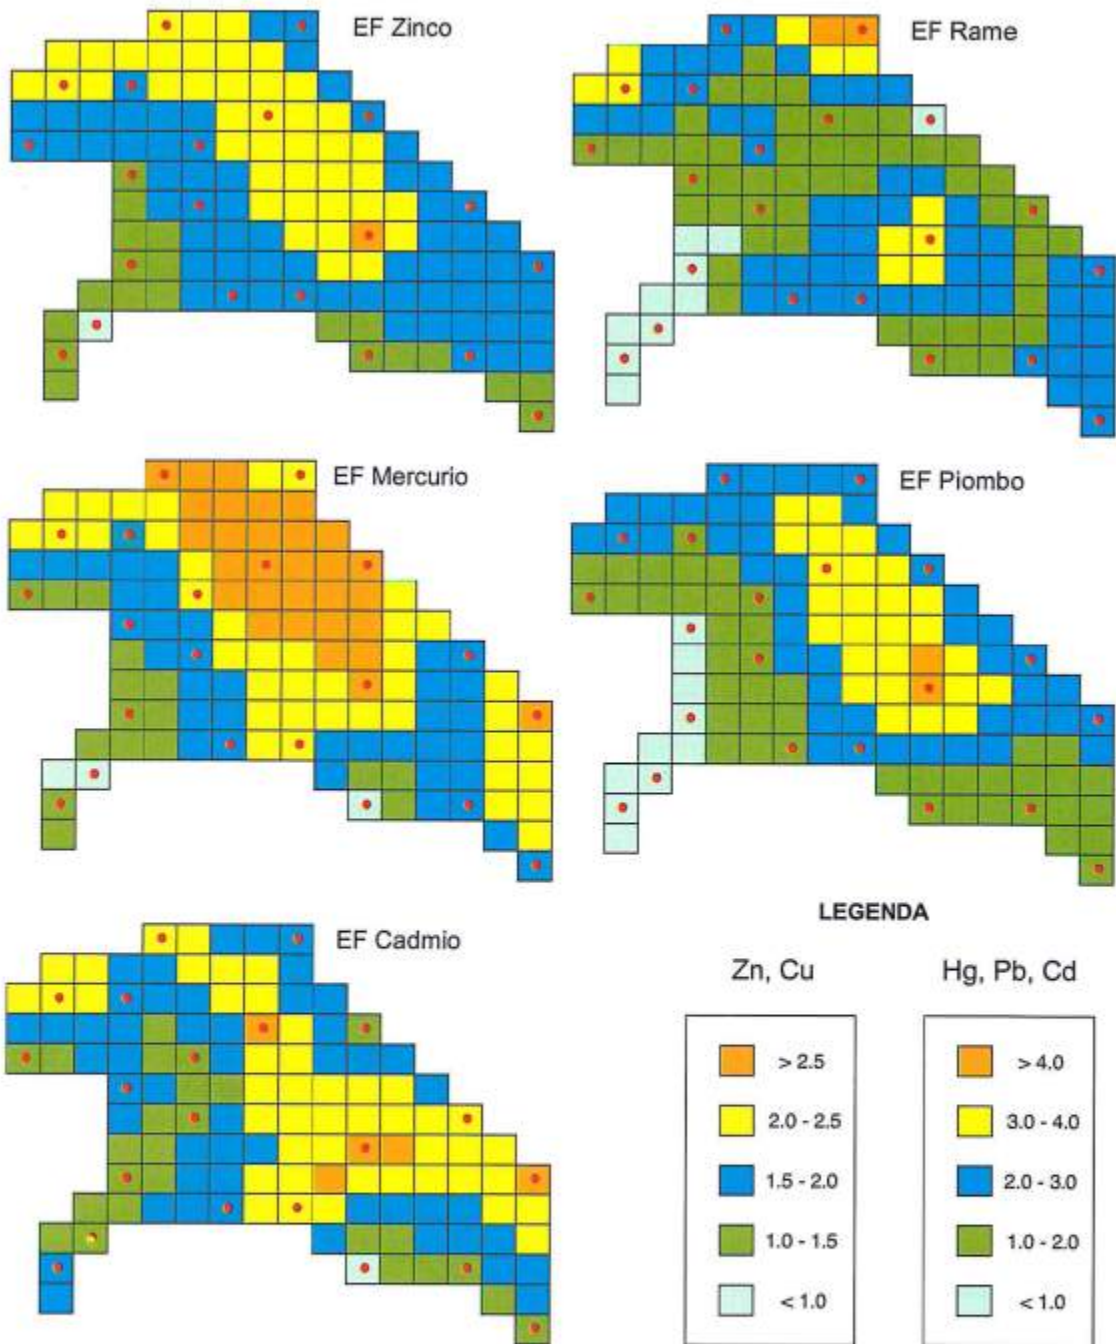 EF Zinco
EF Rame
EF Mercurio
EF Piombo
EF Cadmio
LEGENDA
Zn, Cu
> 2.5
2.0 - 2.5
1.5 - 2.0
1.0 - 1.5
< 1.0
Hg, Pb, Cd
> 4.0
3.0 - 4.0
2.0 - 3.0
1.0 - 2.0
< 1.0